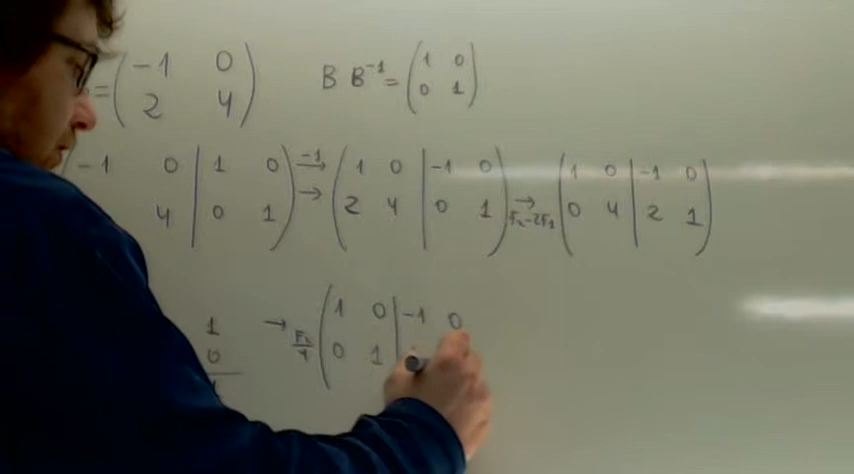 = ( -1 0 ) B B⁻¹ = ( 1 0 )
( 2 4 ) ( 0 1 )
( -1 0 | 1 0 ) -1→ ( 1 0 | -1 0 ) → ( 1 0 | -1 0 )
4 | 0 1 ) → ( 2 4 | 0 1 ) F₂-2F₁ ( 0 4 | 2 1 )
1 → ( 1 0 | -1 0
0 F₂/4 ( 0 1 |